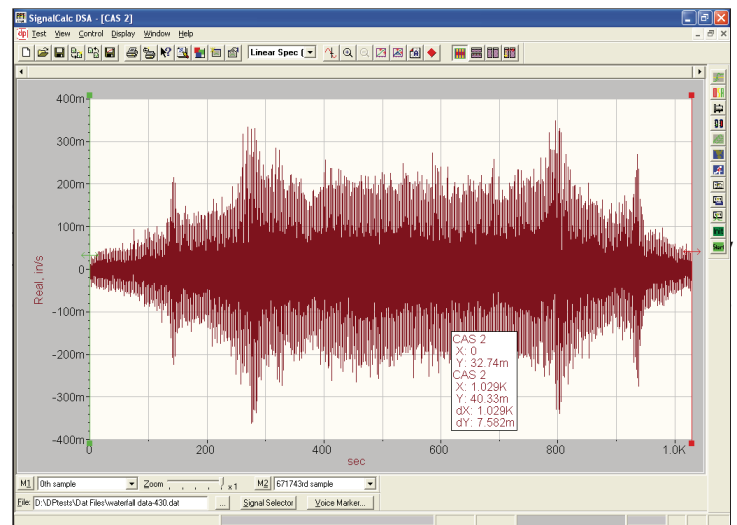 SignalCalc DSA - [CAS 2]
Test View Control Display Window Help
Linear Spec (
400m
300m
200m
100m
0
-100m
-200m
-300m
-400m
Real, in/s
CAS 2
X: 0
Y: 32.74m
CAS 2
X: 1.029K
Y: 40.33m
dX: 1.029K
dY: 7.582m
0 200 400 600 800 1.0K
sec
M1 0th sample Zoom x1 M2 671743rd sample
File: D:\DPtests\Dat Files\waterfall data-430.dat ... Signal Selector Voice Marker...
Start